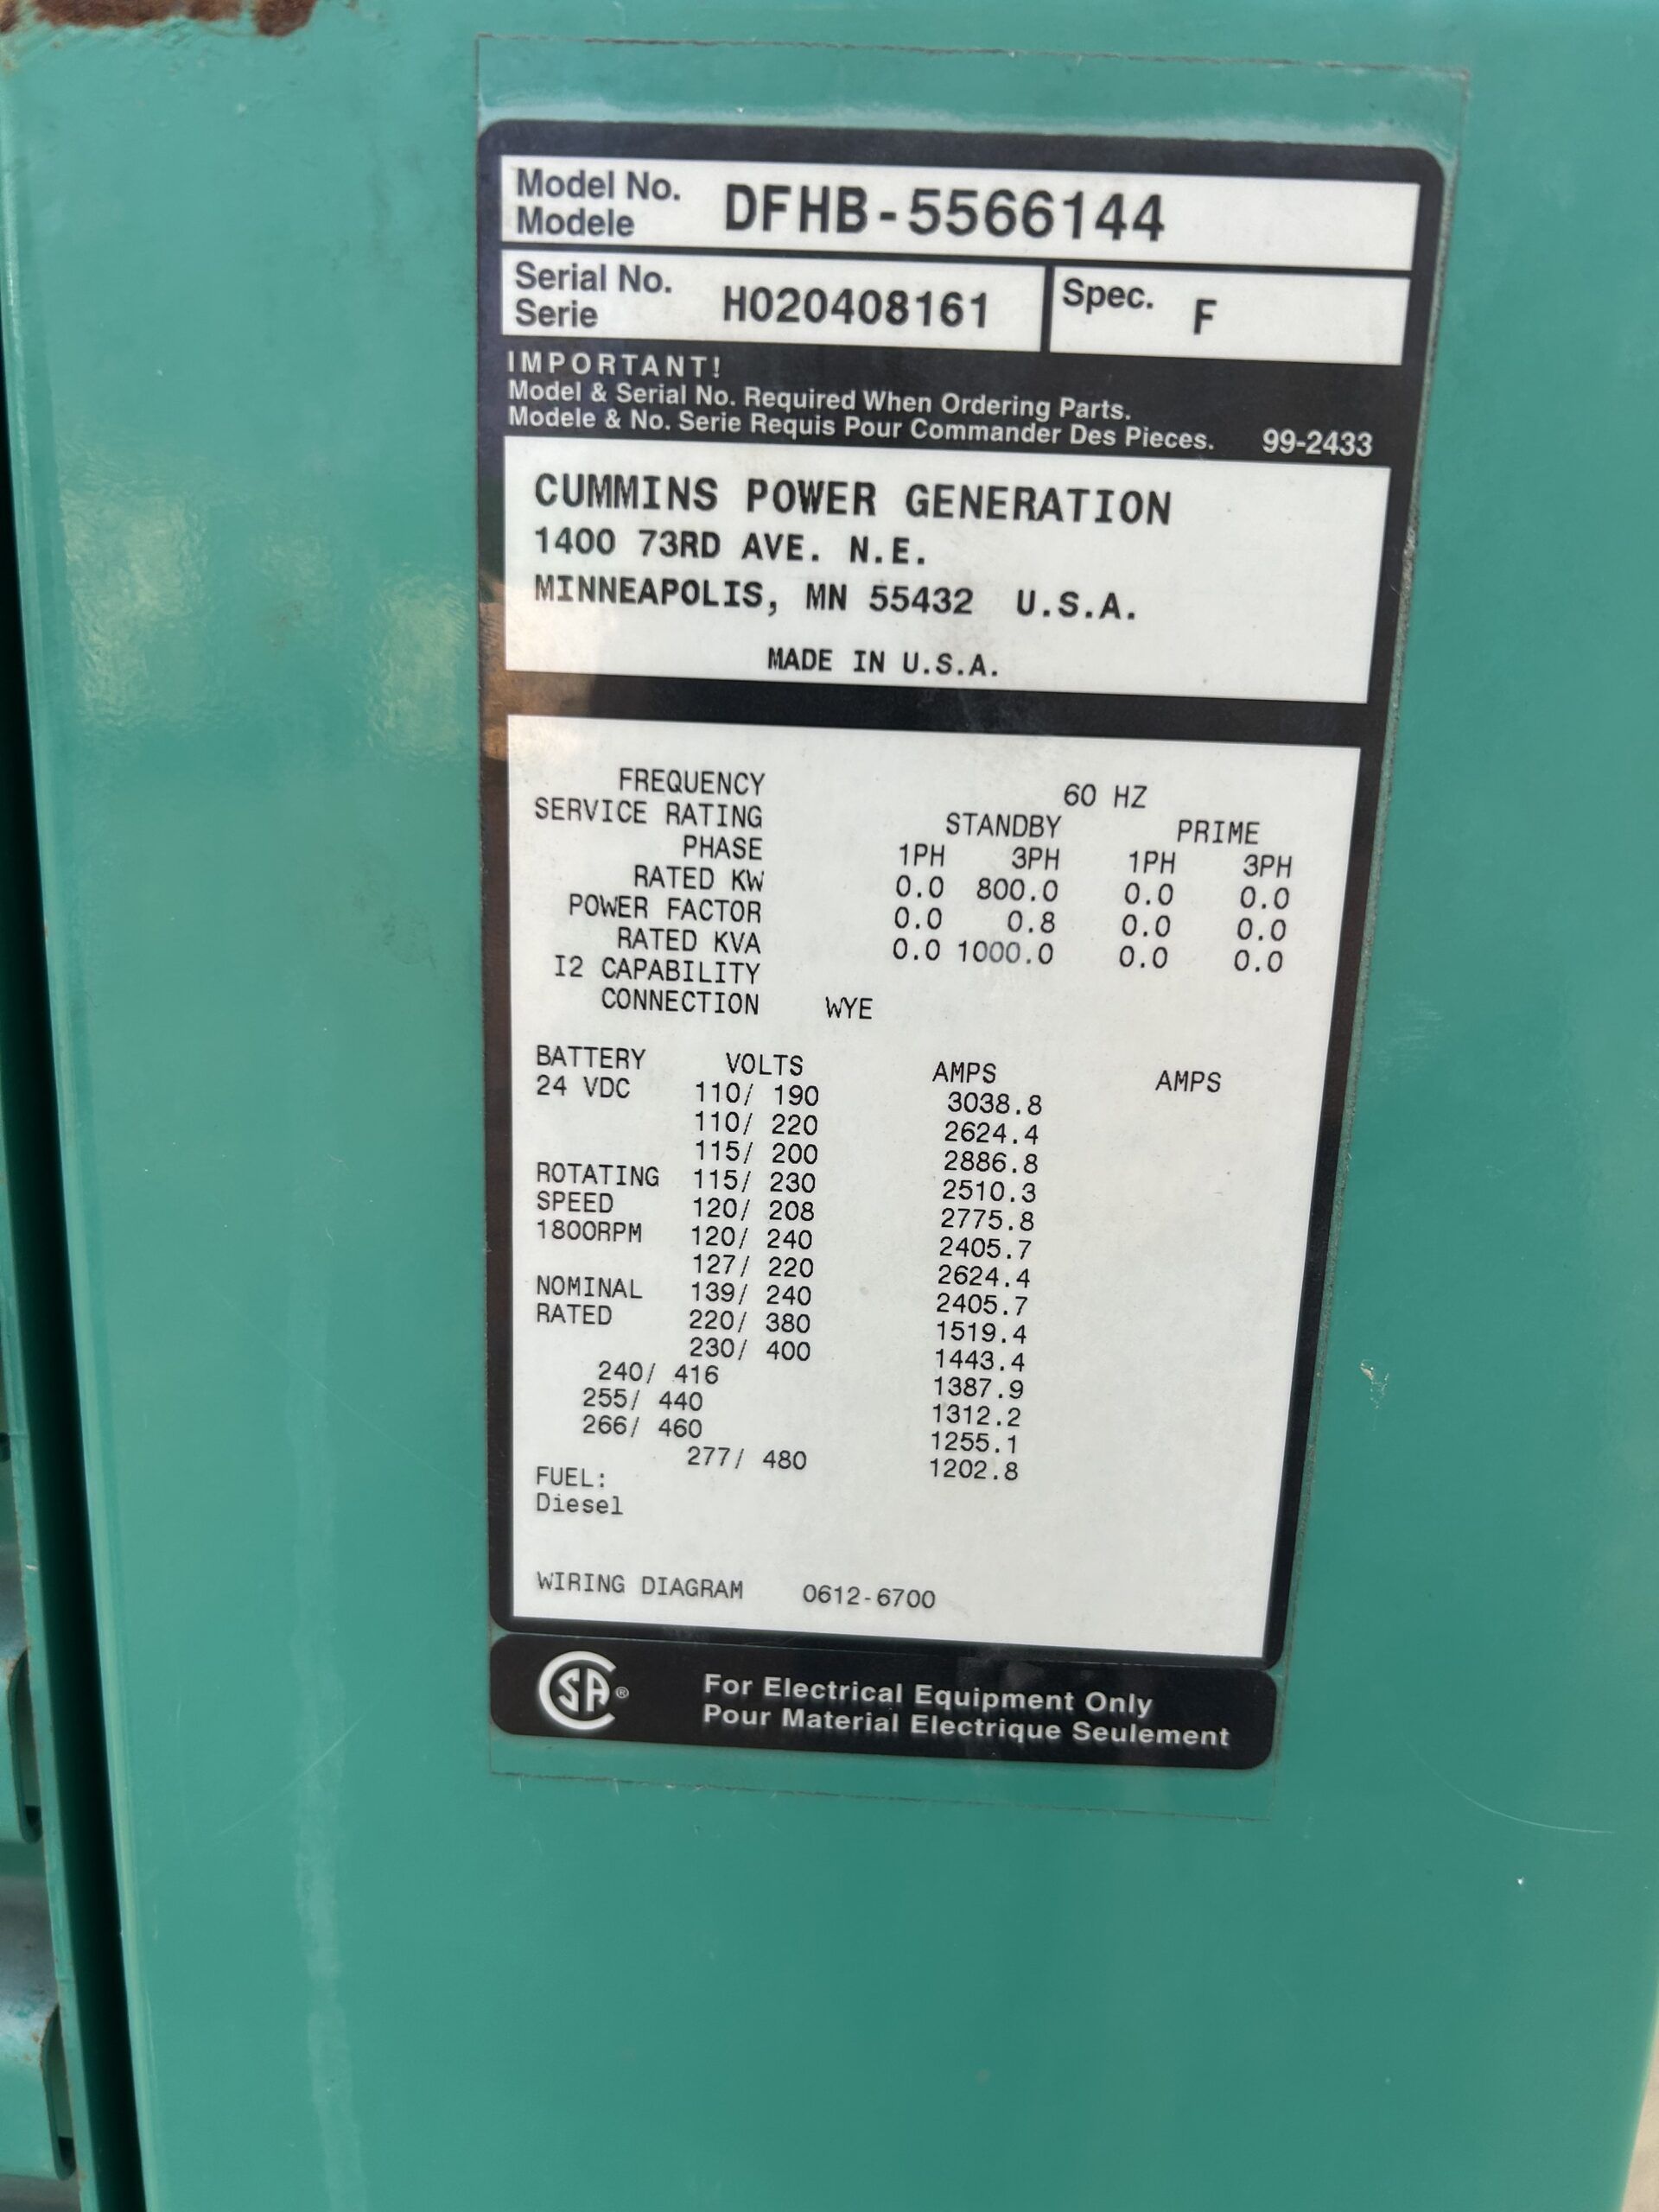 Model No. DFHB-5566144
Modele
Serial No. H020408161 Spec. F
Serie
IMPORTANT!
Model & Serial No. Required When Ordering Parts.
Modele & No. Serie Requis Pour Commander Des Pieces. 99-2433
CUMMINS POWER GENERATION
1400 73RD AVE. N.E.
MINNEAPOLIS, MN 55432 U.S.A.
MADE IN U.S.A.
FREQUENCY 60 HZ
SERVICE RATING STANDBY PRIME
PHASE 1PH 3PH 1PH 3PH
RATED KW 0.0 800.0 0.0 0.0
POWER FACTOR 0.0 0.8 0.0 0.0
RATED KVA 0.0 1000.0 0.0 0.0
I2 CAPABILITY
CONNECTION WYE
BATTERY VOLTS AMPS AMPS
24 VDC 110/ 190 3038.8
110/ 220 2624.4
115/ 200 2886.8
ROTATING 115/ 230 2510.3
SPEED 120/ 208 2775.8
1800RPM 120/ 240 2405.7
127/ 220 2624.4
NOMINAL 139/ 240 2405.7
RATED 220/ 380 1519.4
230/ 400 1443.4
240/ 416 1387.9
255/ 440 1312.2
266/ 460 1255.1
277/ 480 1202.8
FUEL:
Diesel
WIRING DIAGRAM 0612-6700
CSA® For Electrical Equipment Only
Pour Material Electrique Seulement